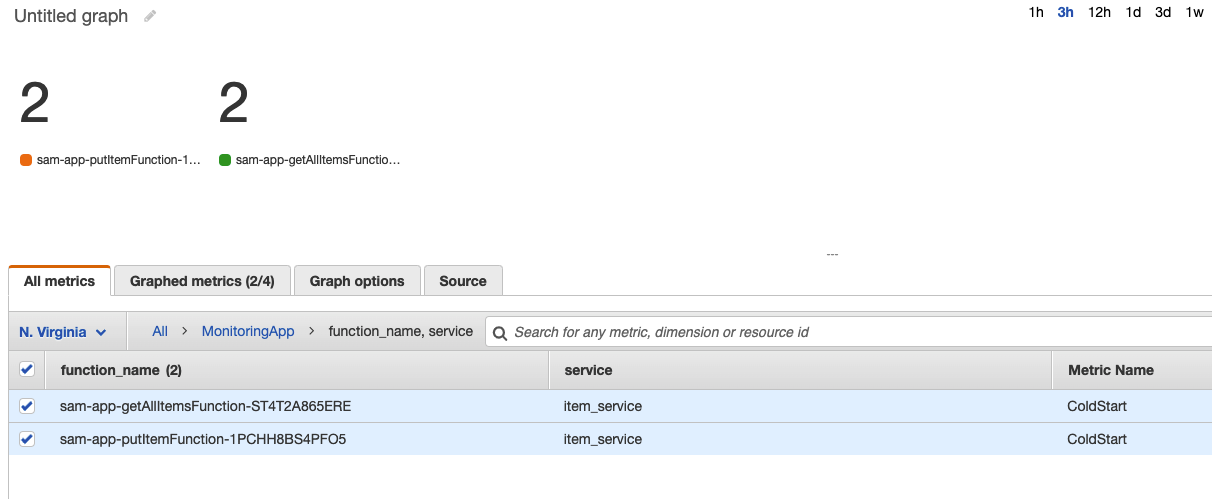 Untitled graph
1h 3h 12h 1d 3d 1w
2 2
sam-app-putItemFunction-1... sam-app-getAllItemsFunctio...
All metrics Graphed metrics (2/4) Graph options Source
N. Virginia All > MonitoringApp > function_name, service Search for any metric, dimension or resource id
function_name (2) service Metric Name
sam-app-getAllItemsFunction-ST4T2A865ERE item_service ColdStart
sam-app-putItemFunction-1PCHH8BS4PFO5 item_service ColdStart